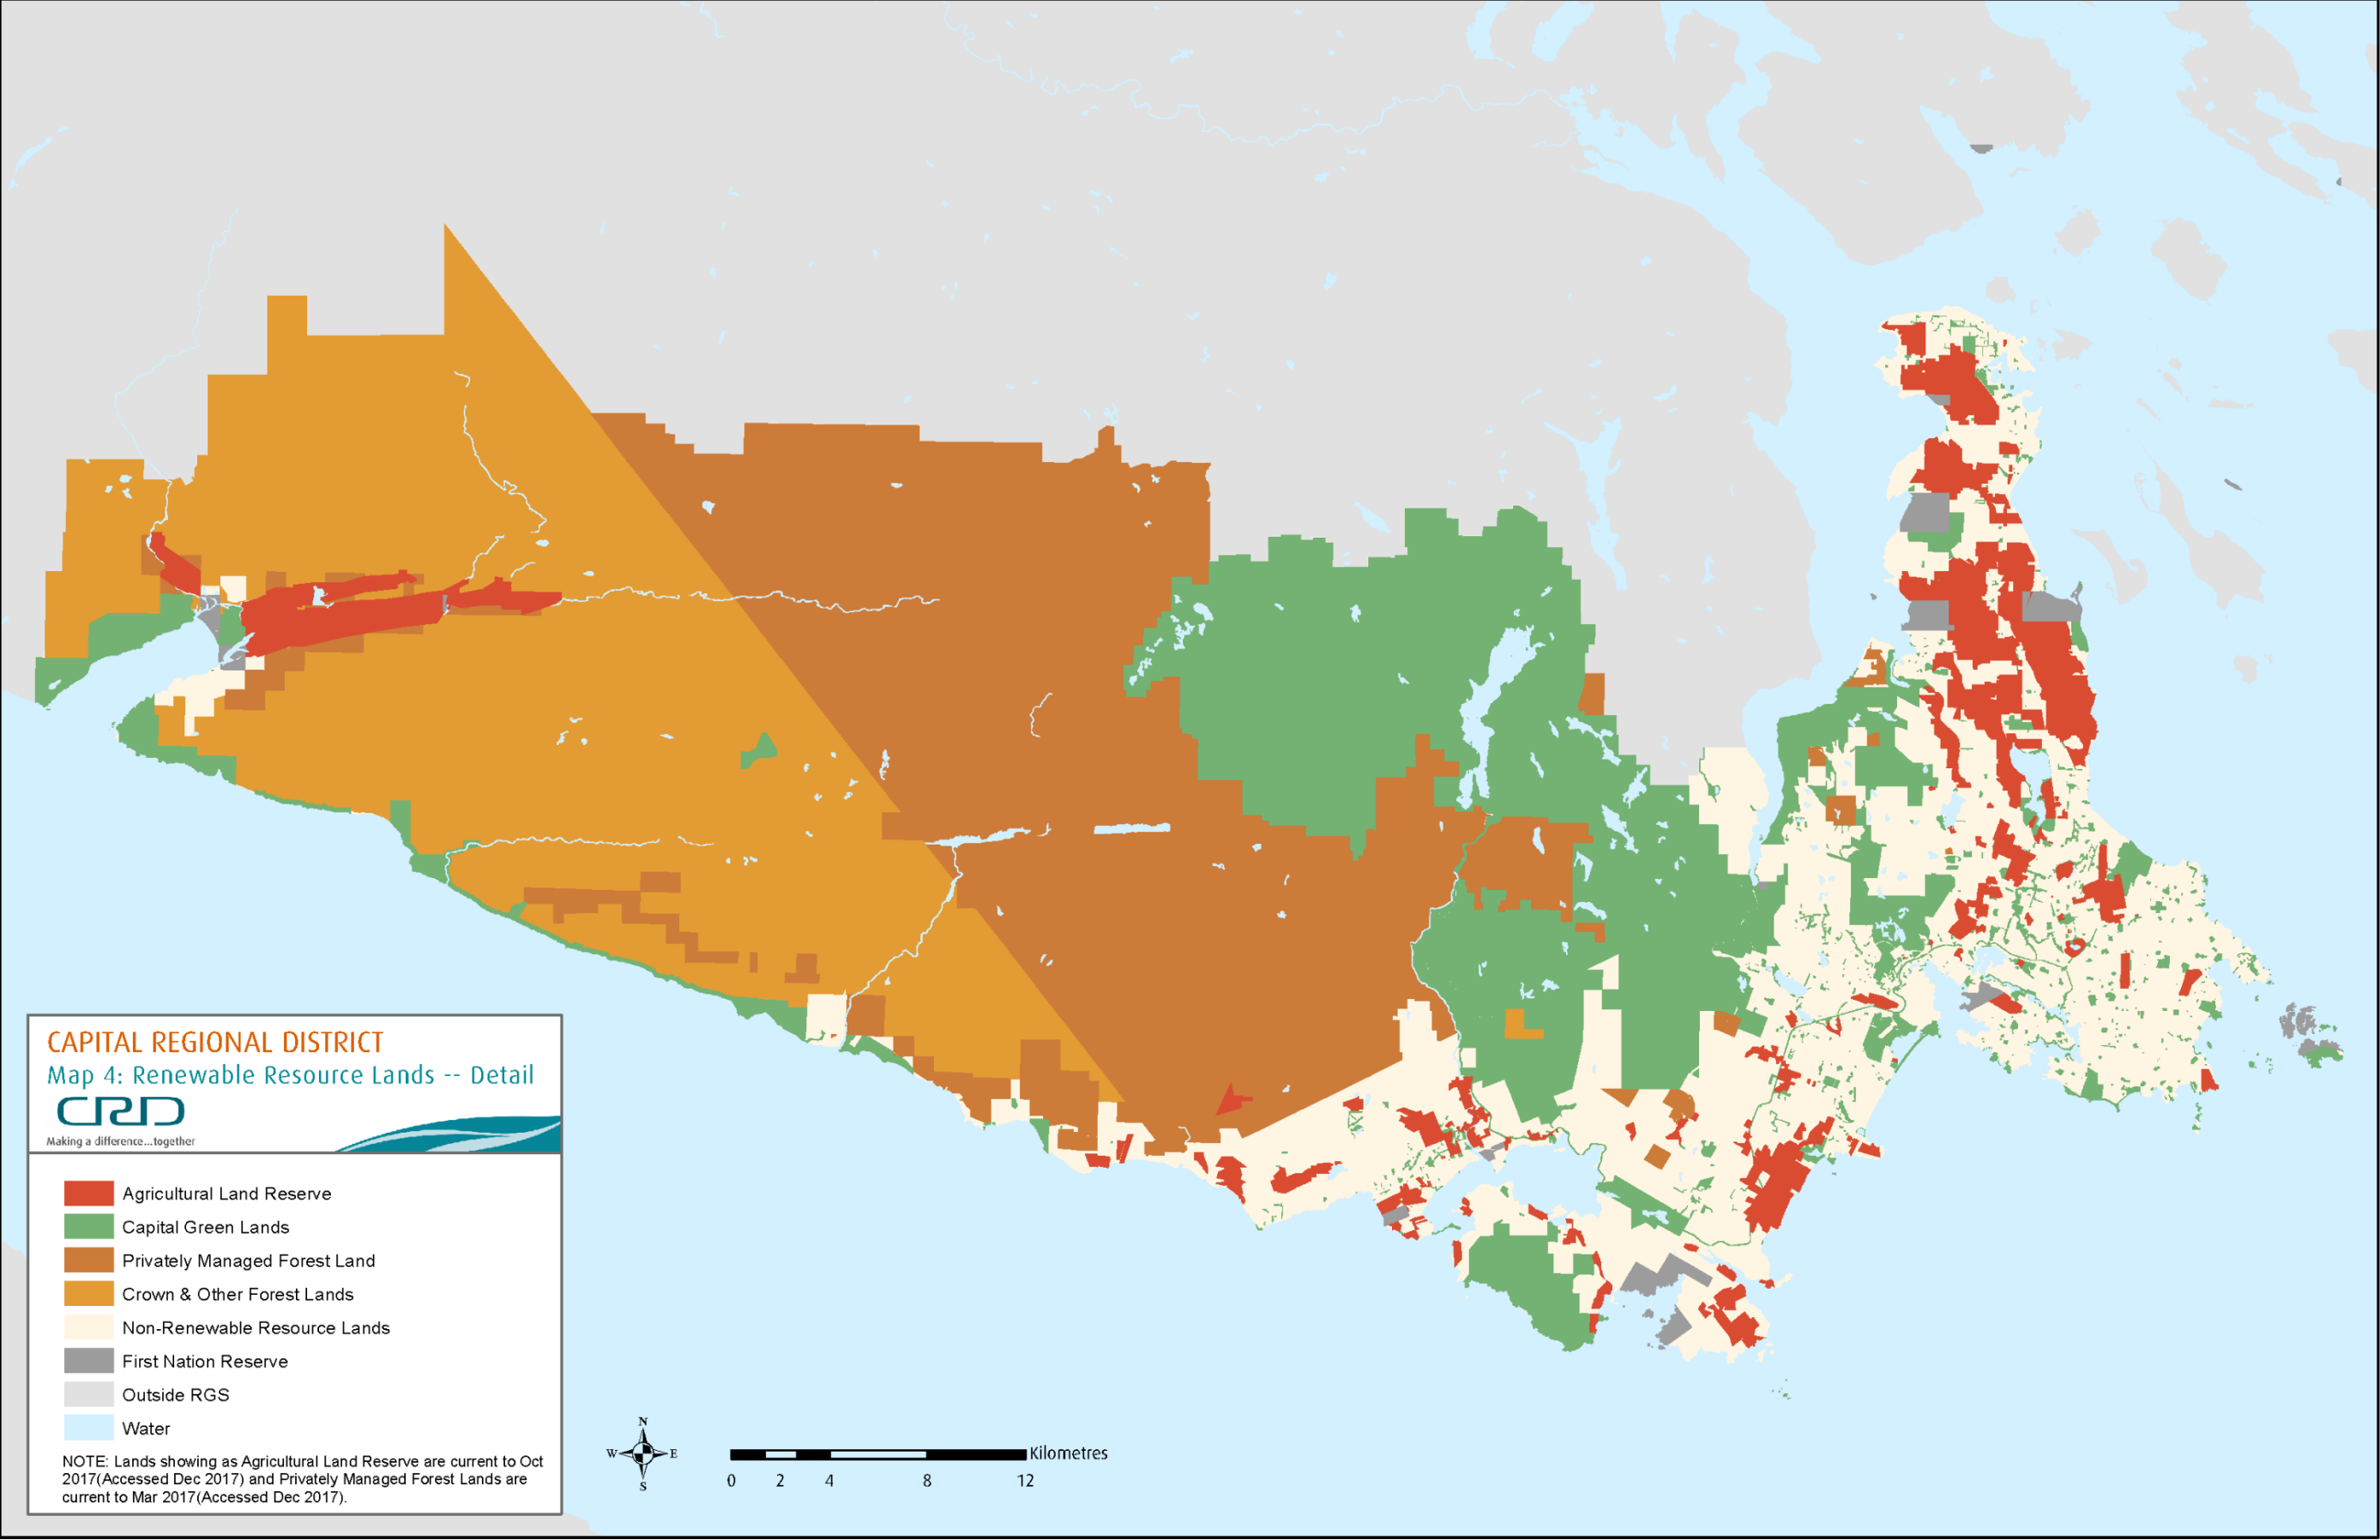 CAPITAL REGIONAL DISTRICT
Map 4: Renewable Resource Lands -- Detail
CRD
Making a difference...together
Agricultural Land Reserve
Capital Green Lands
Privately Managed Forest Land
Crown & Other Forest Lands
Non-Renewable Resource Lands
First Nation Reserve
Outside RGS
Water
NOTE: Lands showing as Agricultural Land Reserve are current to Oct
2017(Accessed Dec 2017) and Privately Managed Forest Lands are
current to Mar 2017(Accessed Dec 2017).
N
W E
S
Kilometres
0 2 4 8 12